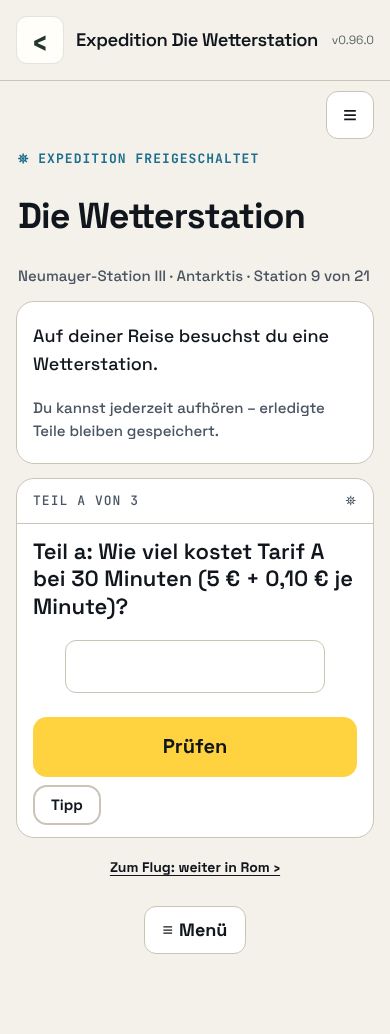 < Expedition Die Wetterstation v0.96.0
≡
❋ EXPEDITION FREIGESCHALTET
Die Wetterstation
Neumayer-Station III · Antarktis · Station 9 von 21
Auf deiner Reise besuchst du eine
Wetterstation.
Du kannst jederzeit aufhören – erledigte
Teile bleiben gespeichert.
TEIL A VON 3 ❋
Teil a: Wie viel kostet Tarif A
bei 30 Minuten (5 € + 0,10 € je
Minute)?
Prüfen
Tipp
Zum Flug: weiter in Rom >
≡ Menü